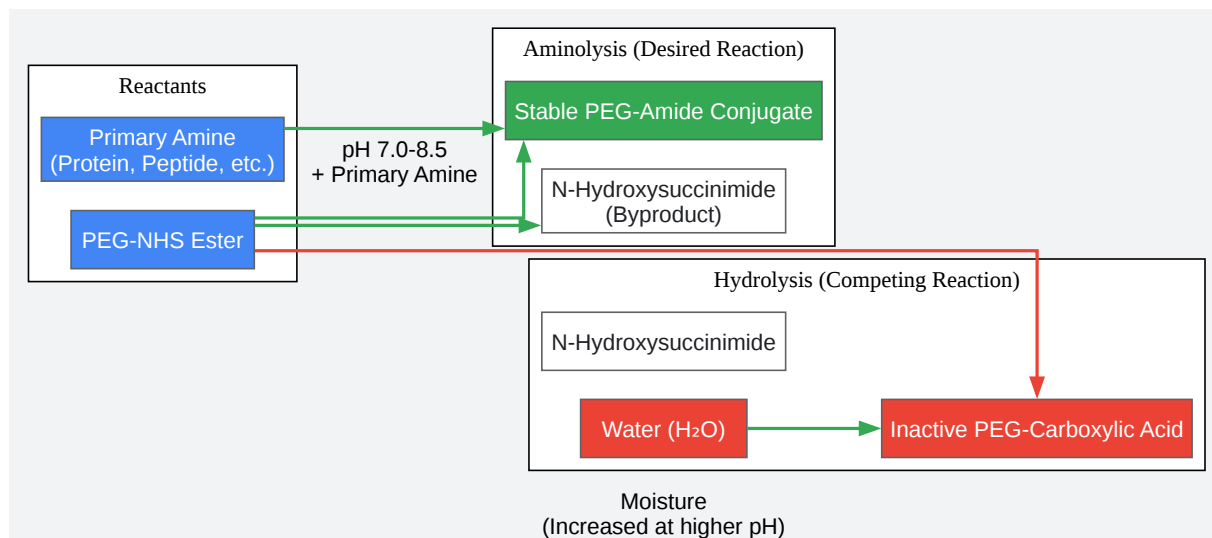 Reactants
Primary Amine
(Protein, Peptide, etc.)
PEG-NHS Ester
pH 7.0-8.5
+ Primary Amine
Aminolysis (Desired Reaction)
Stable PEG-Amide Conjugate
N-Hydroxysuccinimide
(Byproduct)
Hydrolysis (Competing Reaction)
N-Hydroxysuccinimide
Water (H₂O)
Inactive PEG-Carboxylic Acid
Moisture
(Increased at higher pH)